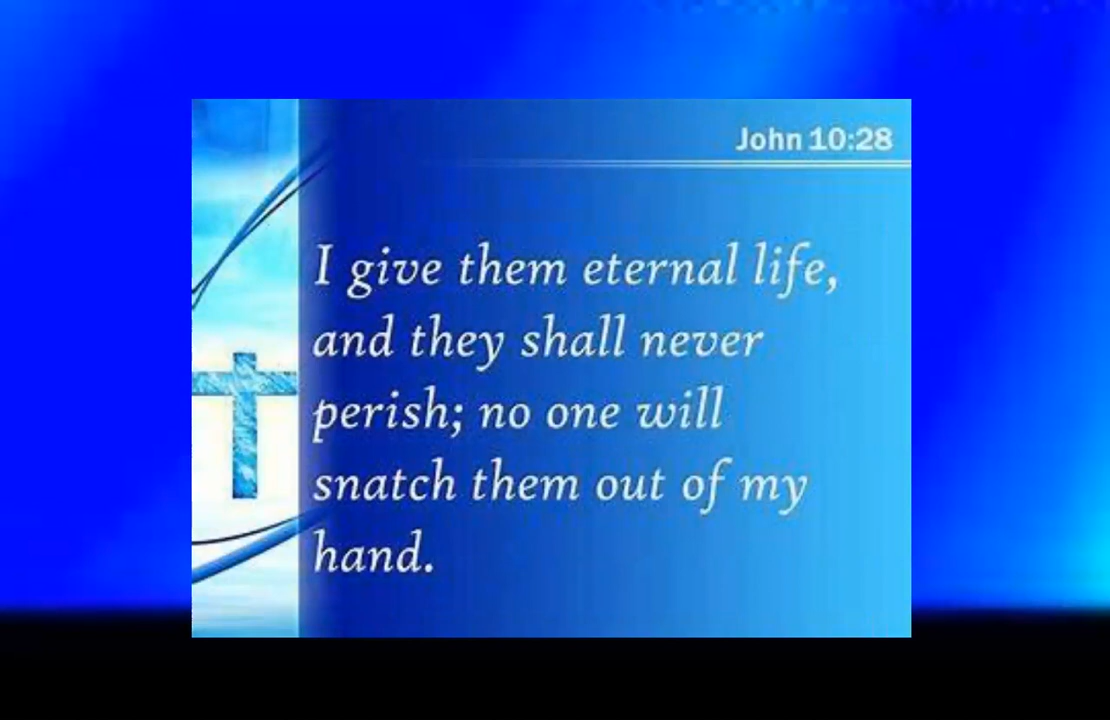 John 10:28
I give them eternal life,
and they shall never
perish; no one will
snatch them out of my
hand.